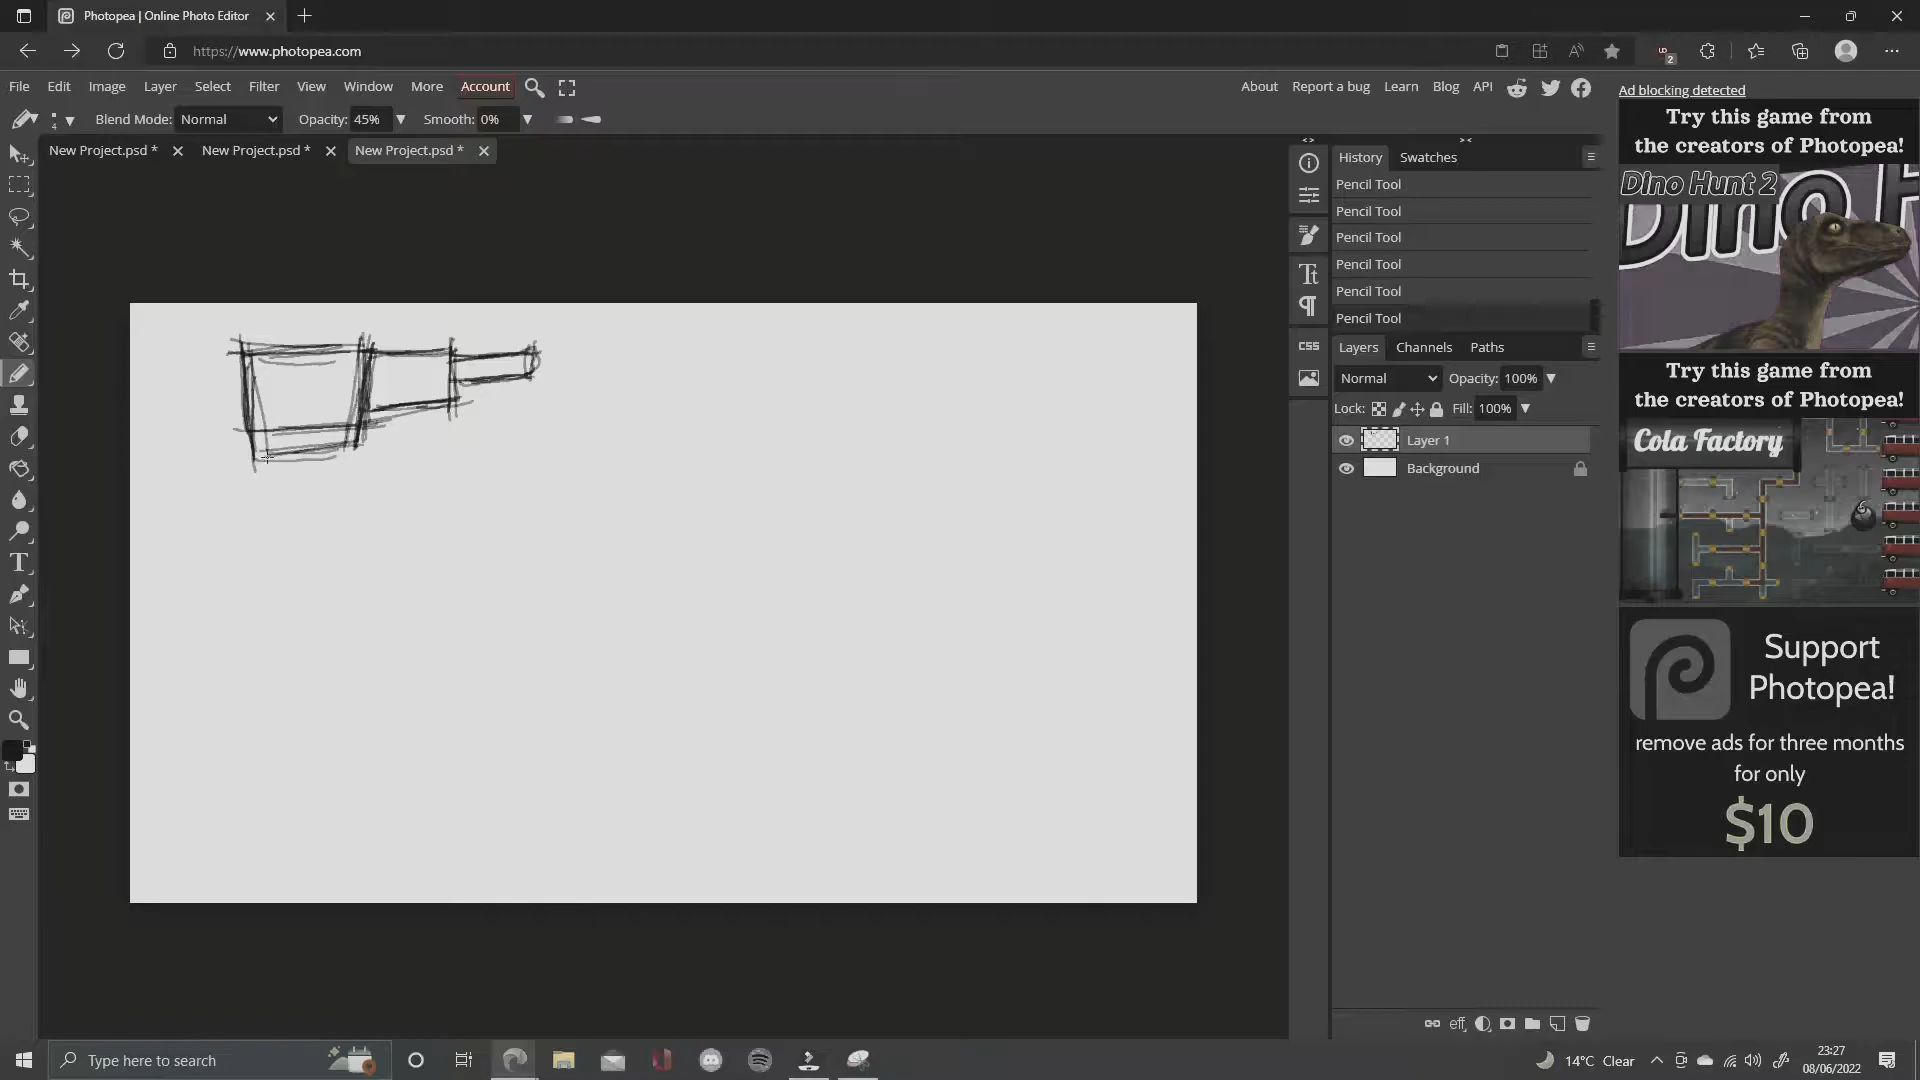 Photopea | Online Photo Editor
https://www.photopea.com
2
File Edit Image Layer Select Filter View Window More Account
About Report a bug Learn Blog API
4 Blend Mode: Normal Opacity: 45% Smooth: 0%
New Project.psd * New Project.psd * New Project.psd *
History Swatches
Pencil Tool
Pencil Tool
Pencil Tool
Pencil Tool
Pencil Tool
Pencil Tool
CSS
Layers Channels Paths
Normal Opacity: 100%
Lock: Fill: 100%
Layer 1
Background
eff
Ad blocking detected
Try this game from
the creators of Photopea!
Dino Hunt 2
Try this game from
the creators of Photopea!
Cola Factory
Support
Photopea!
remove ads for three months
for only
$10
Type here to search
14°C Clear
23:27
08/06/2022